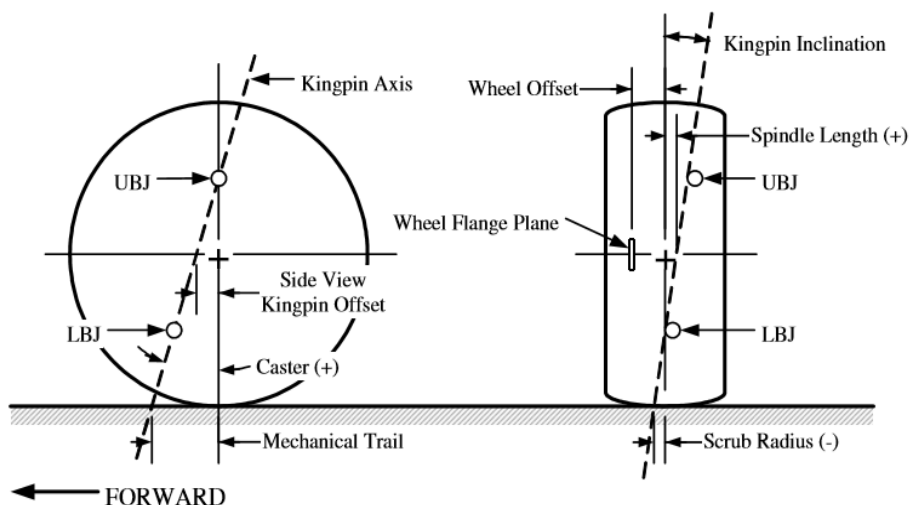 Kingpin Axis
UBJ
Side View
Kingpin Offset
LBJ
Caster (+)
Mechanical Trail
FORWARD
Kingpin Inclination
Wheel Offset
Spindle Length (+)
UBJ
Wheel Flange Plane
LBJ
Scrub Radius (-)